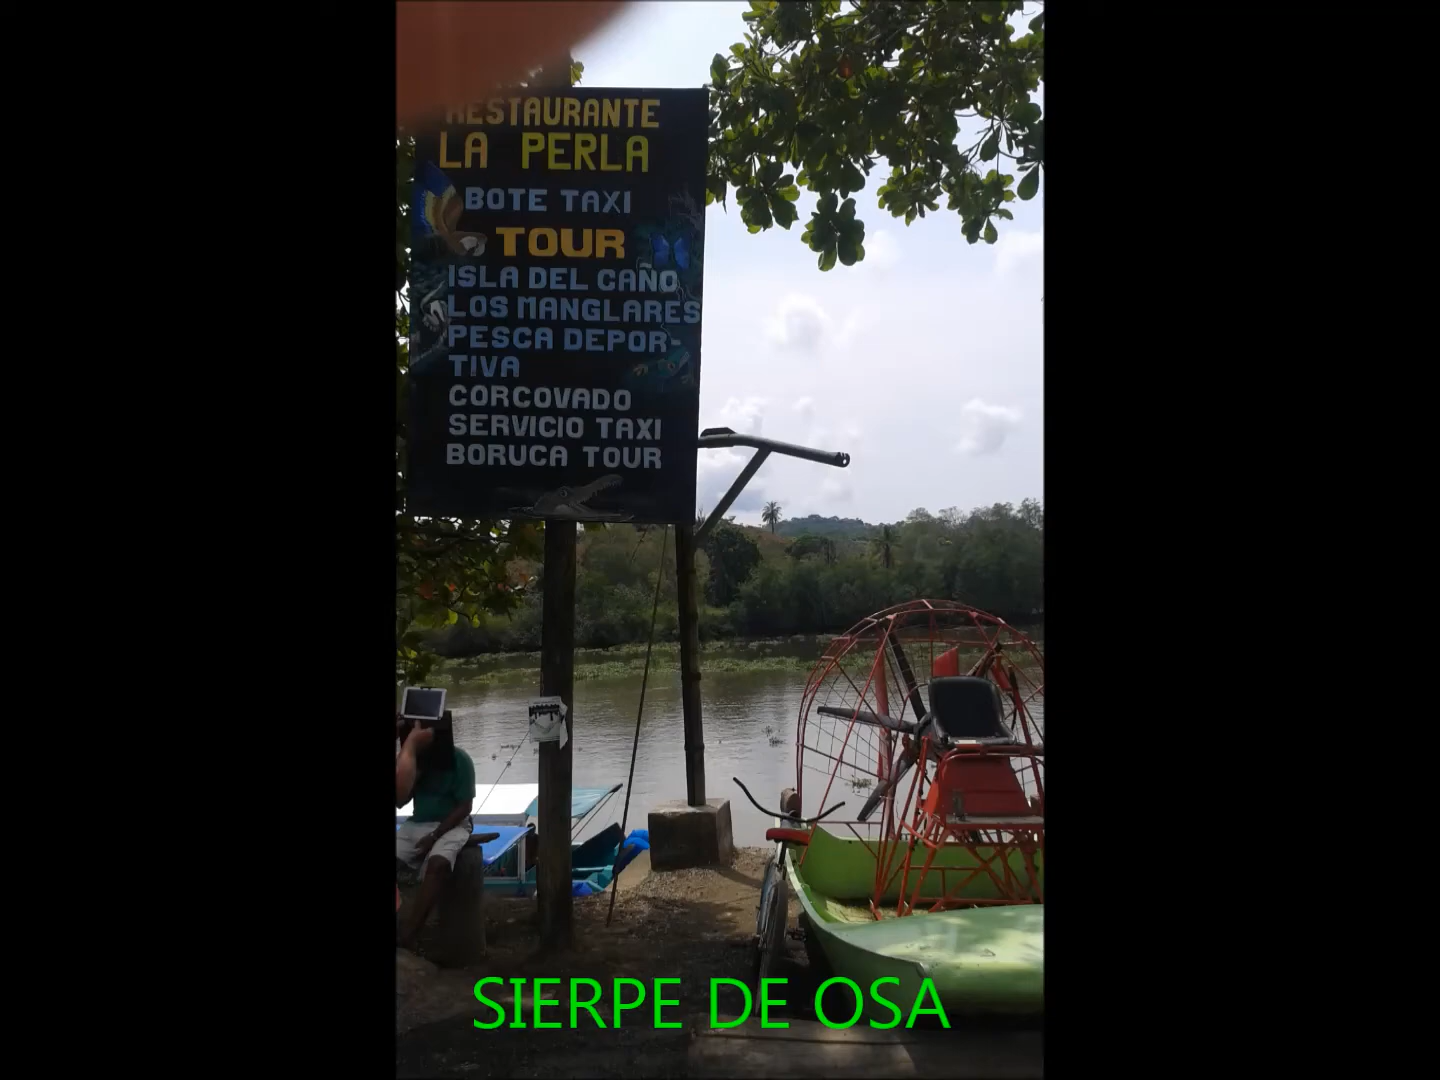 RESTAURANTE
LA PERLA
BOTE TAXI
TOUR
ISLA DEL CAÑO
LOS MANGLARES
PESCA DEPOR-
TIVA
CORCOVADO
SERVICIO TAXI
BORUCA TOUR
SIERPE DE OSA